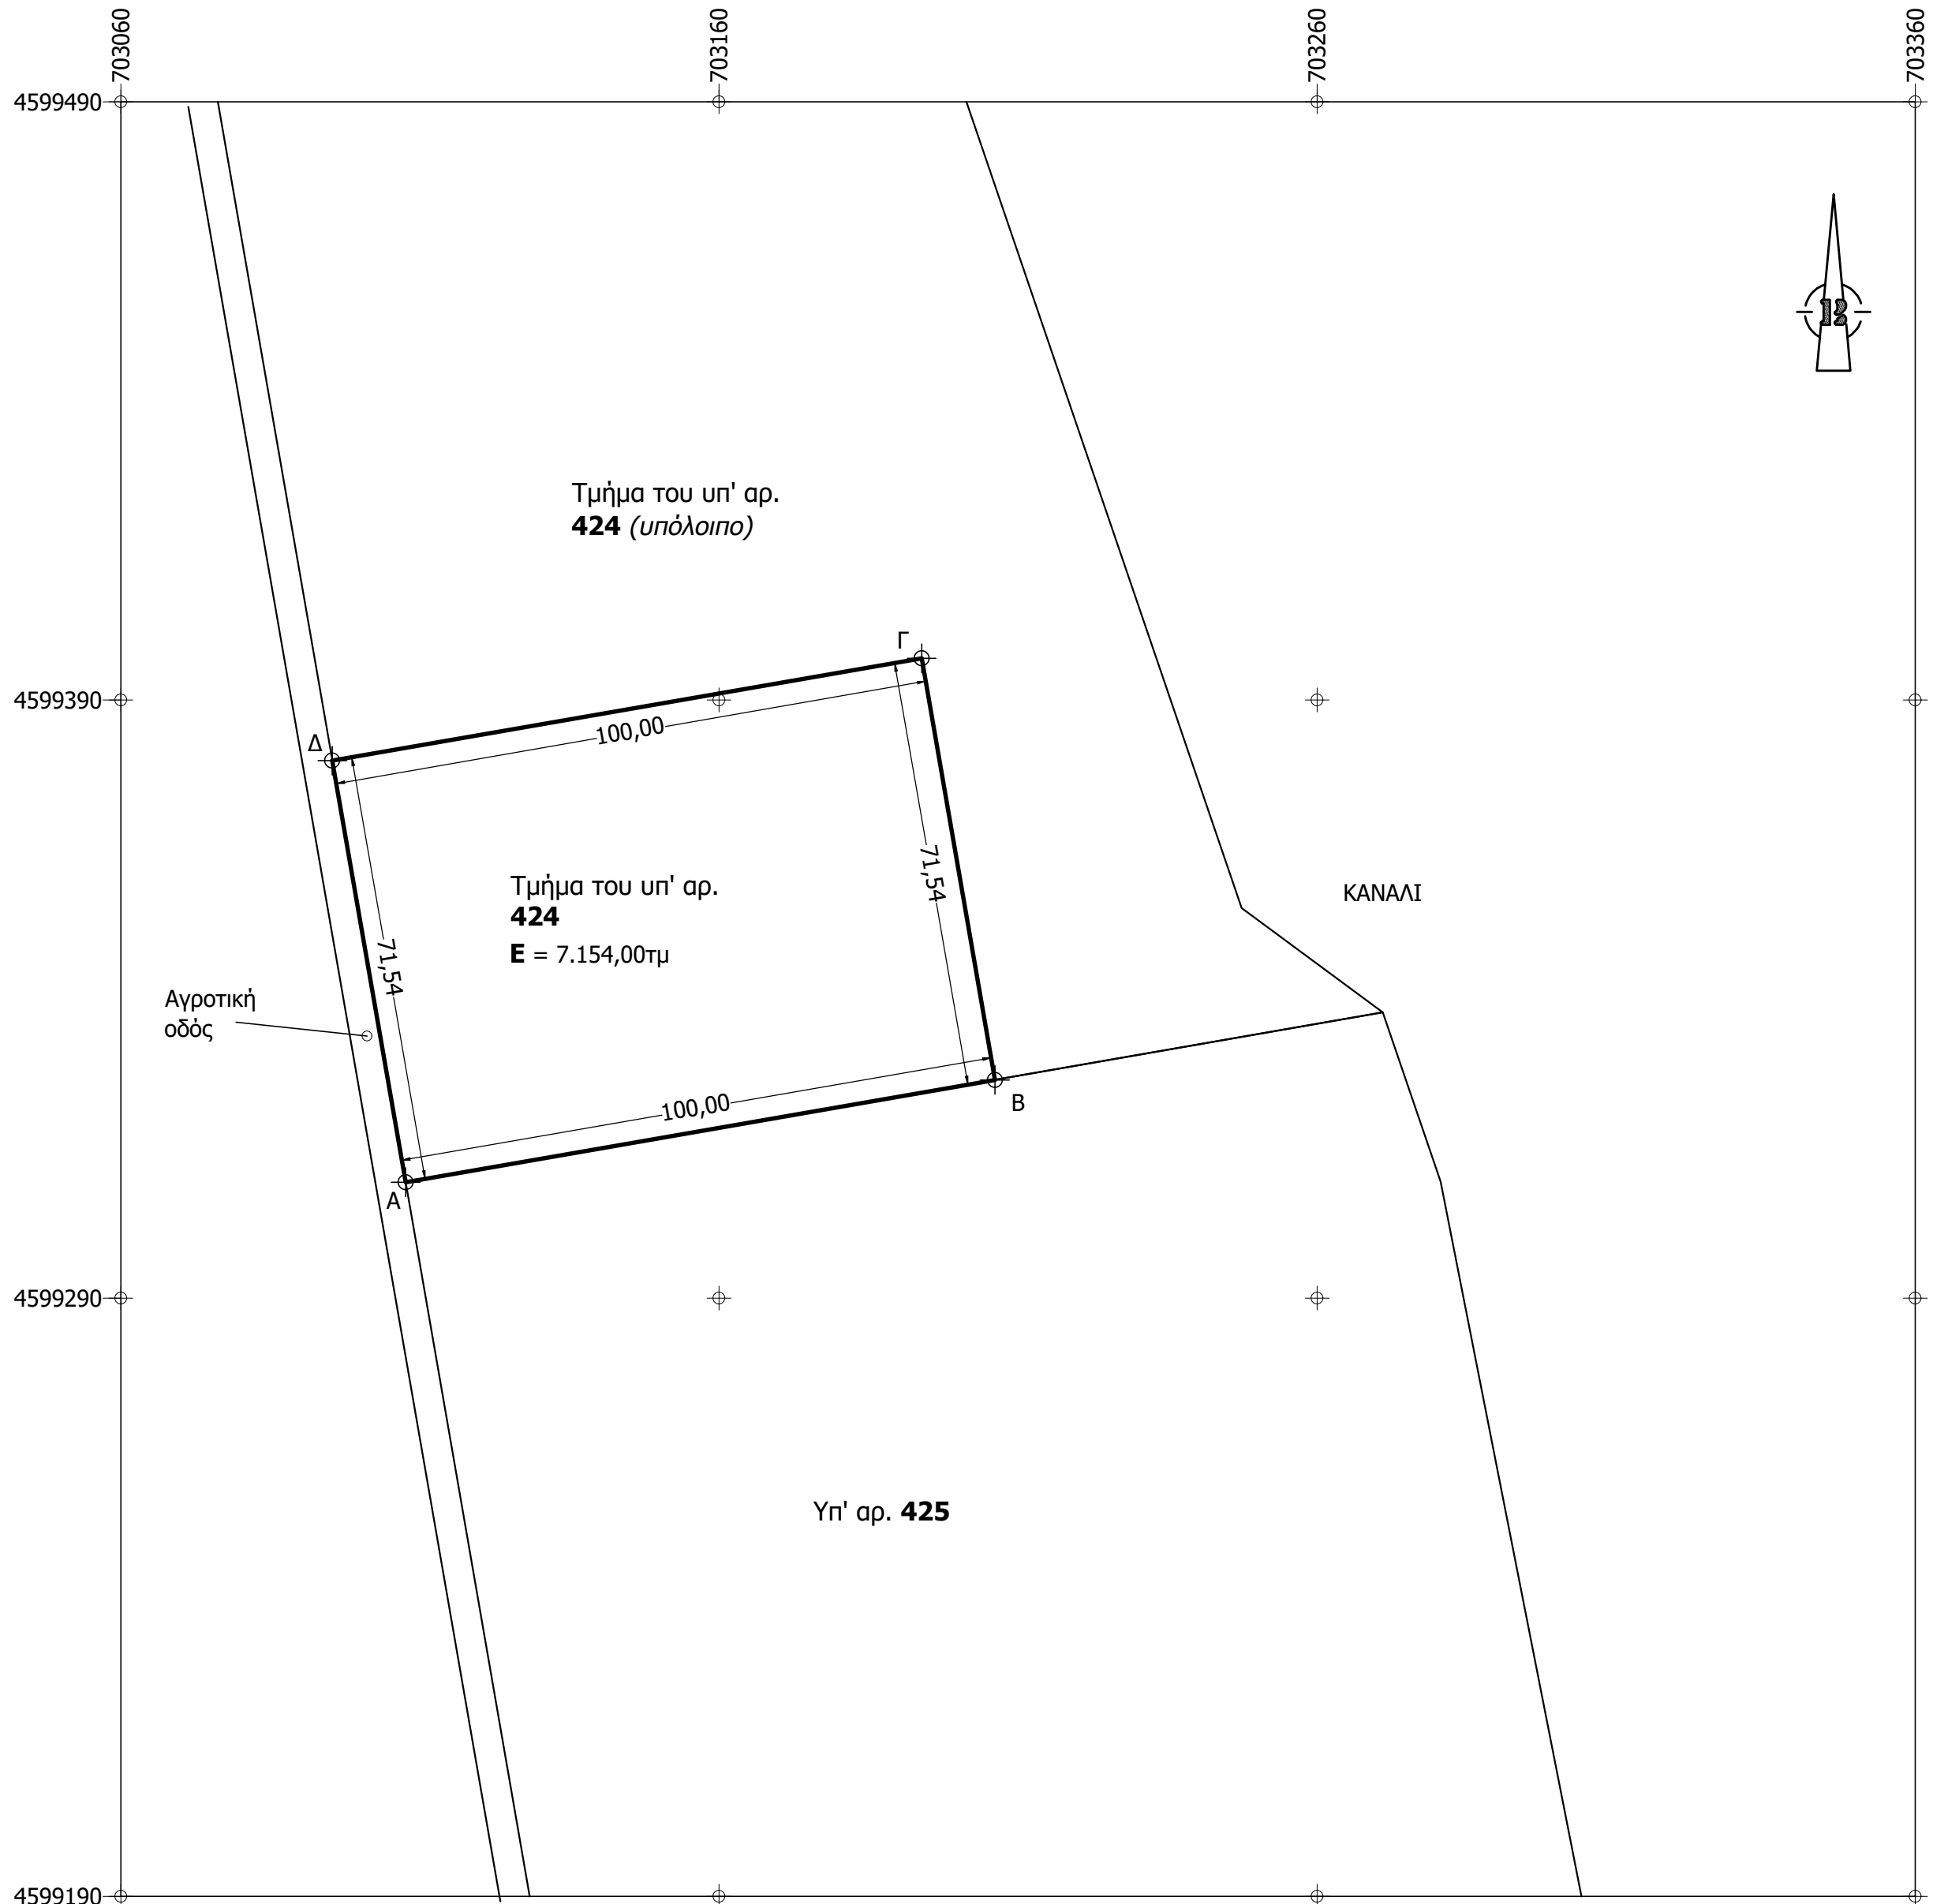 703060
703160
703260
703360
4599490
12
Τμήμα του υπ' αρ.
424 (υπόλοιπο)
Γ
4599390
100,00
Δ
71,54
Τμήμα του υπ' αρ.
424
Ε = 7.154,00τμ
ΚΑΝΑΛΙ
71,54
Αγροτική
οδός
100,00
Β
Α
4599290
Υπ' αρ. 425
4599190